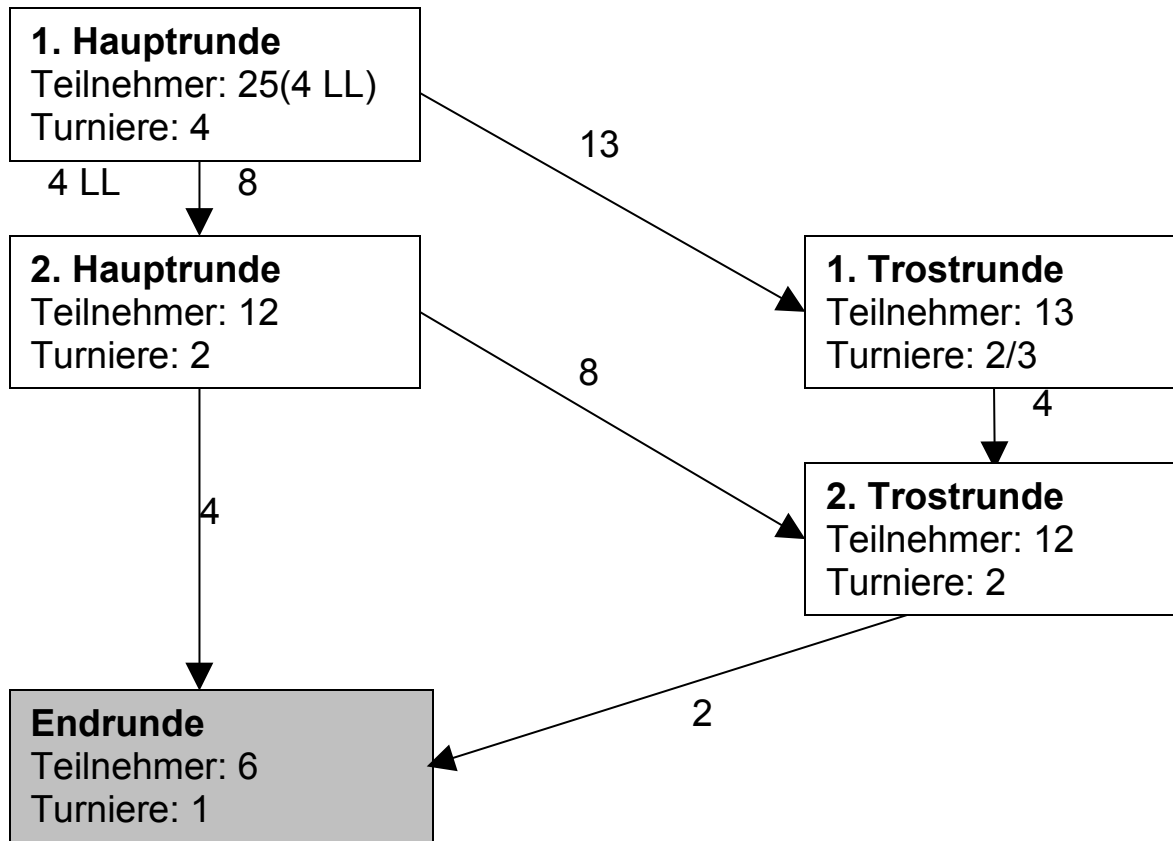 1. Hauptrunde
Teilnehmer: 25(4 LL)
Turniere: 4
13
4 LL 8
2. Hauptrunde
Teilnehmer: 12
Turniere: 2
1. Trostrunde
Teilnehmer: 13
Turniere: 2/3
8
4
4
2. Trostrunde
Teilnehmer: 12
Turniere: 2
2
Endrunde
Teilnehmer: 6
Turniere: 1